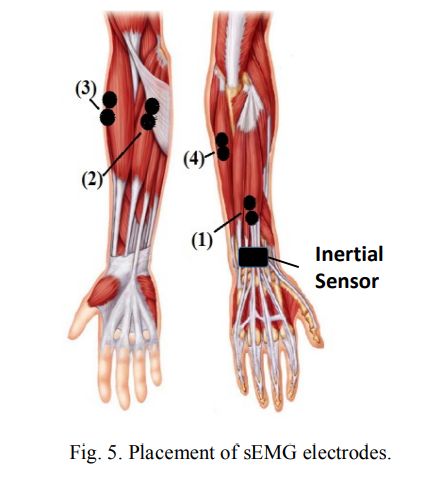 (3)
(2)
(4)
(1)
Inertial
Sensor
Fig. 5. Placement of sEMG electrodes.